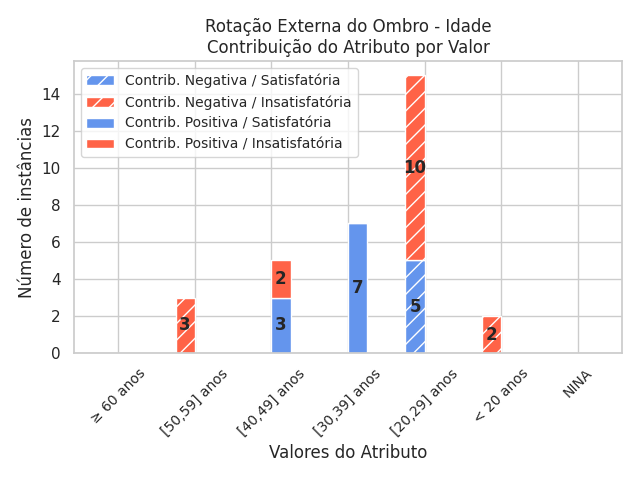 Rotação Externa do Ombro - Idade
Contribuição do Atributo por Valor
Contrib. Negativa / Satisfatória
Contrib. Negativa / Insatisfatória
Contrib. Positiva / Satisfatória
Contrib. Positiva / Insatisfatória
Número de instâncias
14
12
10
8
6
4
2
0
3
3
2
7
5
10
2
≥ 60 anos
[50,59] anos
[40,49] anos
[30,39] anos
[20,29] anos
< 20 anos
NINA
Valores do Atributo